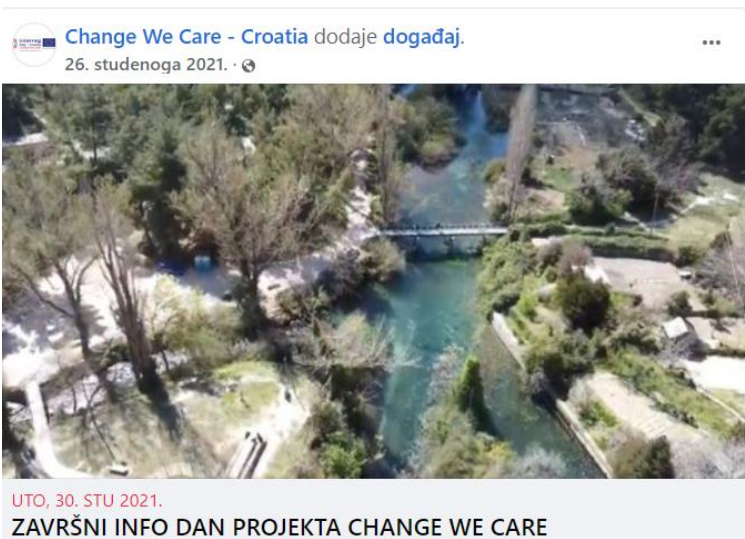 Interreg
Change We Care - Croatia dodaje događaj.
26. studenoga 2021. ·
UTO, 30. STU 2021.
ZAVRŠNI INFO DAN PROJEKTA CHANGE WE CARE